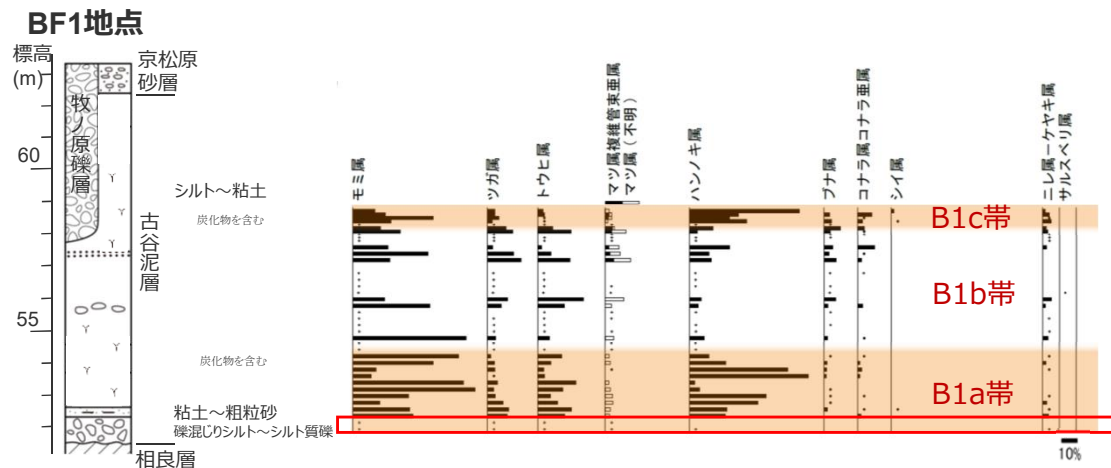 BF1地点
標高
(m)
京松原
砂層
牧ノ原礫層
60
シルト～粘土
炭化物を含む
古谷泥層
55
炭化物を含む
粘土～粗粒砂
礫混じりシルト～シルト質礫
相良層
モミ属
ツガ属
トウヒ属
マツ属複維管束亜属
マツ属（不明）
ハンノキ属
ブナ属
コナラ属コナラ亜属
シイ属
ニレ属－ケヤキ属
サルスベリ属
B1c帯
B1b帯
B1a帯
10%